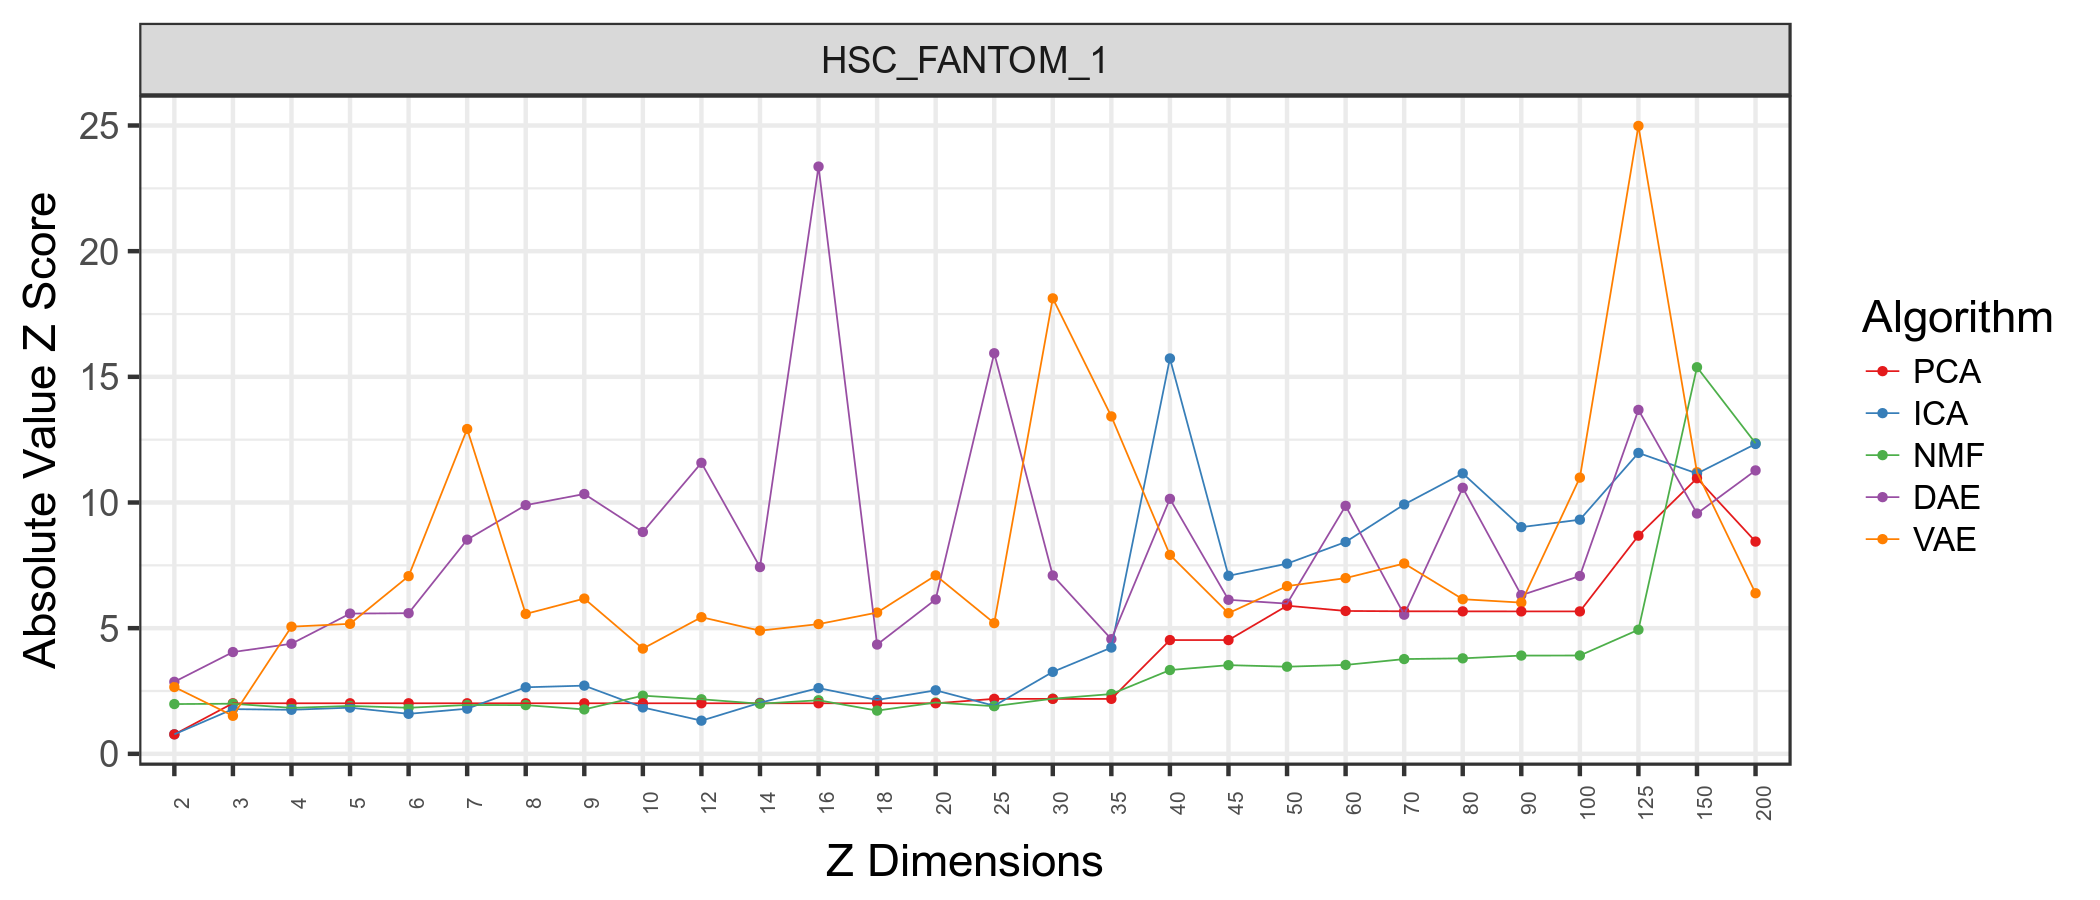 HSC_FANTOM_1
Absolute Value Z Score
25
20
15
10
5
0
2 3 4 5 6 7 8 9 10 12 14 16 18 20 25 30 35 40 45 50 60 70 80 90 100 125 150 200
Z Dimensions
Algorithm
PCA
ICA
NMF
DAE
VAE